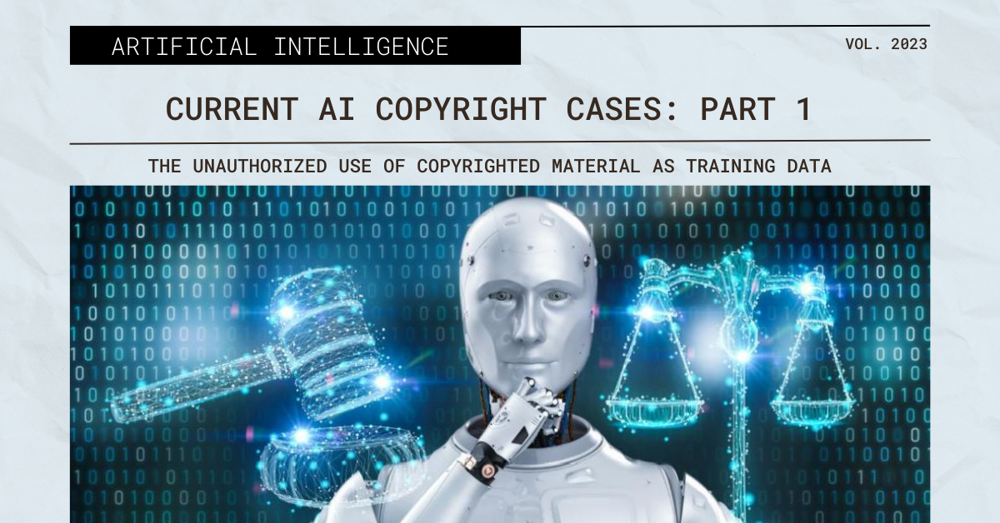 ARTIFICIAL INTELLIGENCE
VOL. 2023
CURRENT AI COPYRIGHT CASES: PART 1
THE UNAUTHORIZED USE OF COPYRIGHTED MATERIAL AS TRAINING DATA